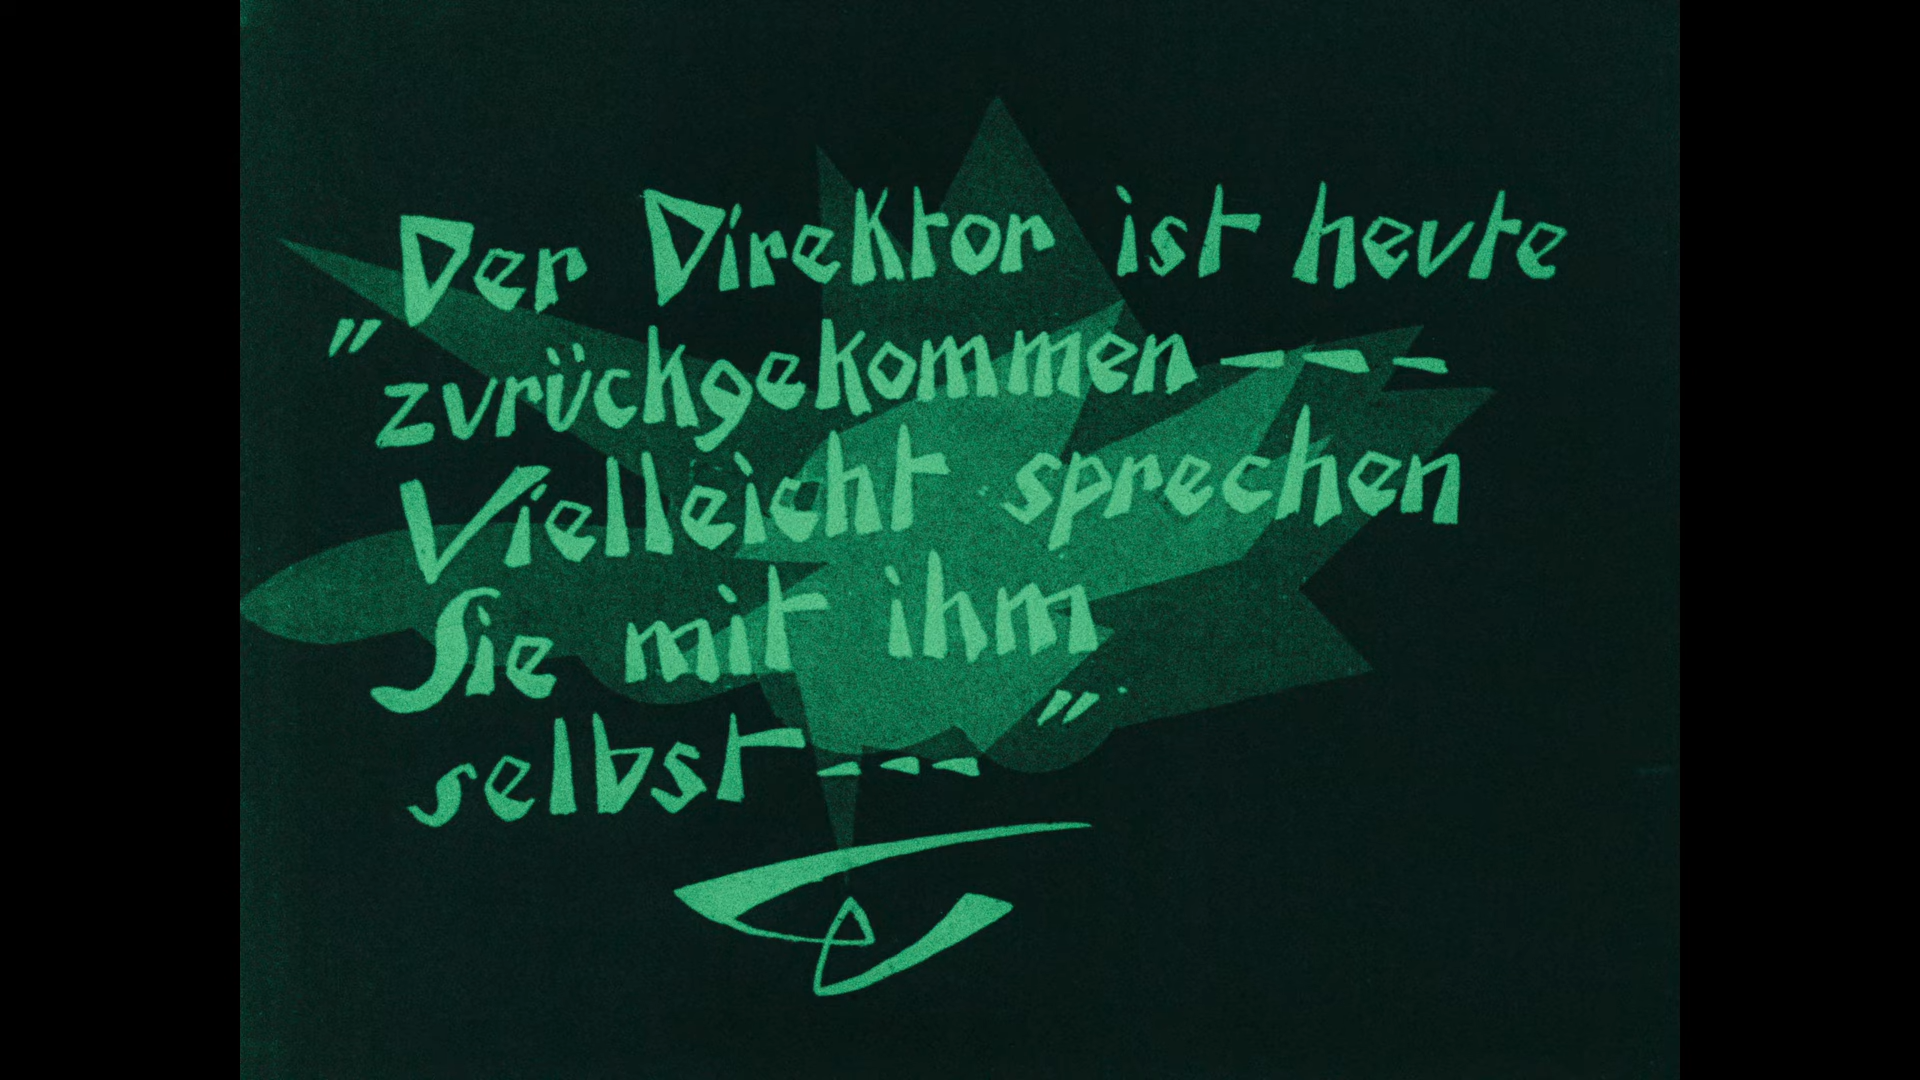 Der Direktor ist heute
„zurückgekommen – – –
Vielleicht sprechen
Sie mit ihm
selbst – – – "